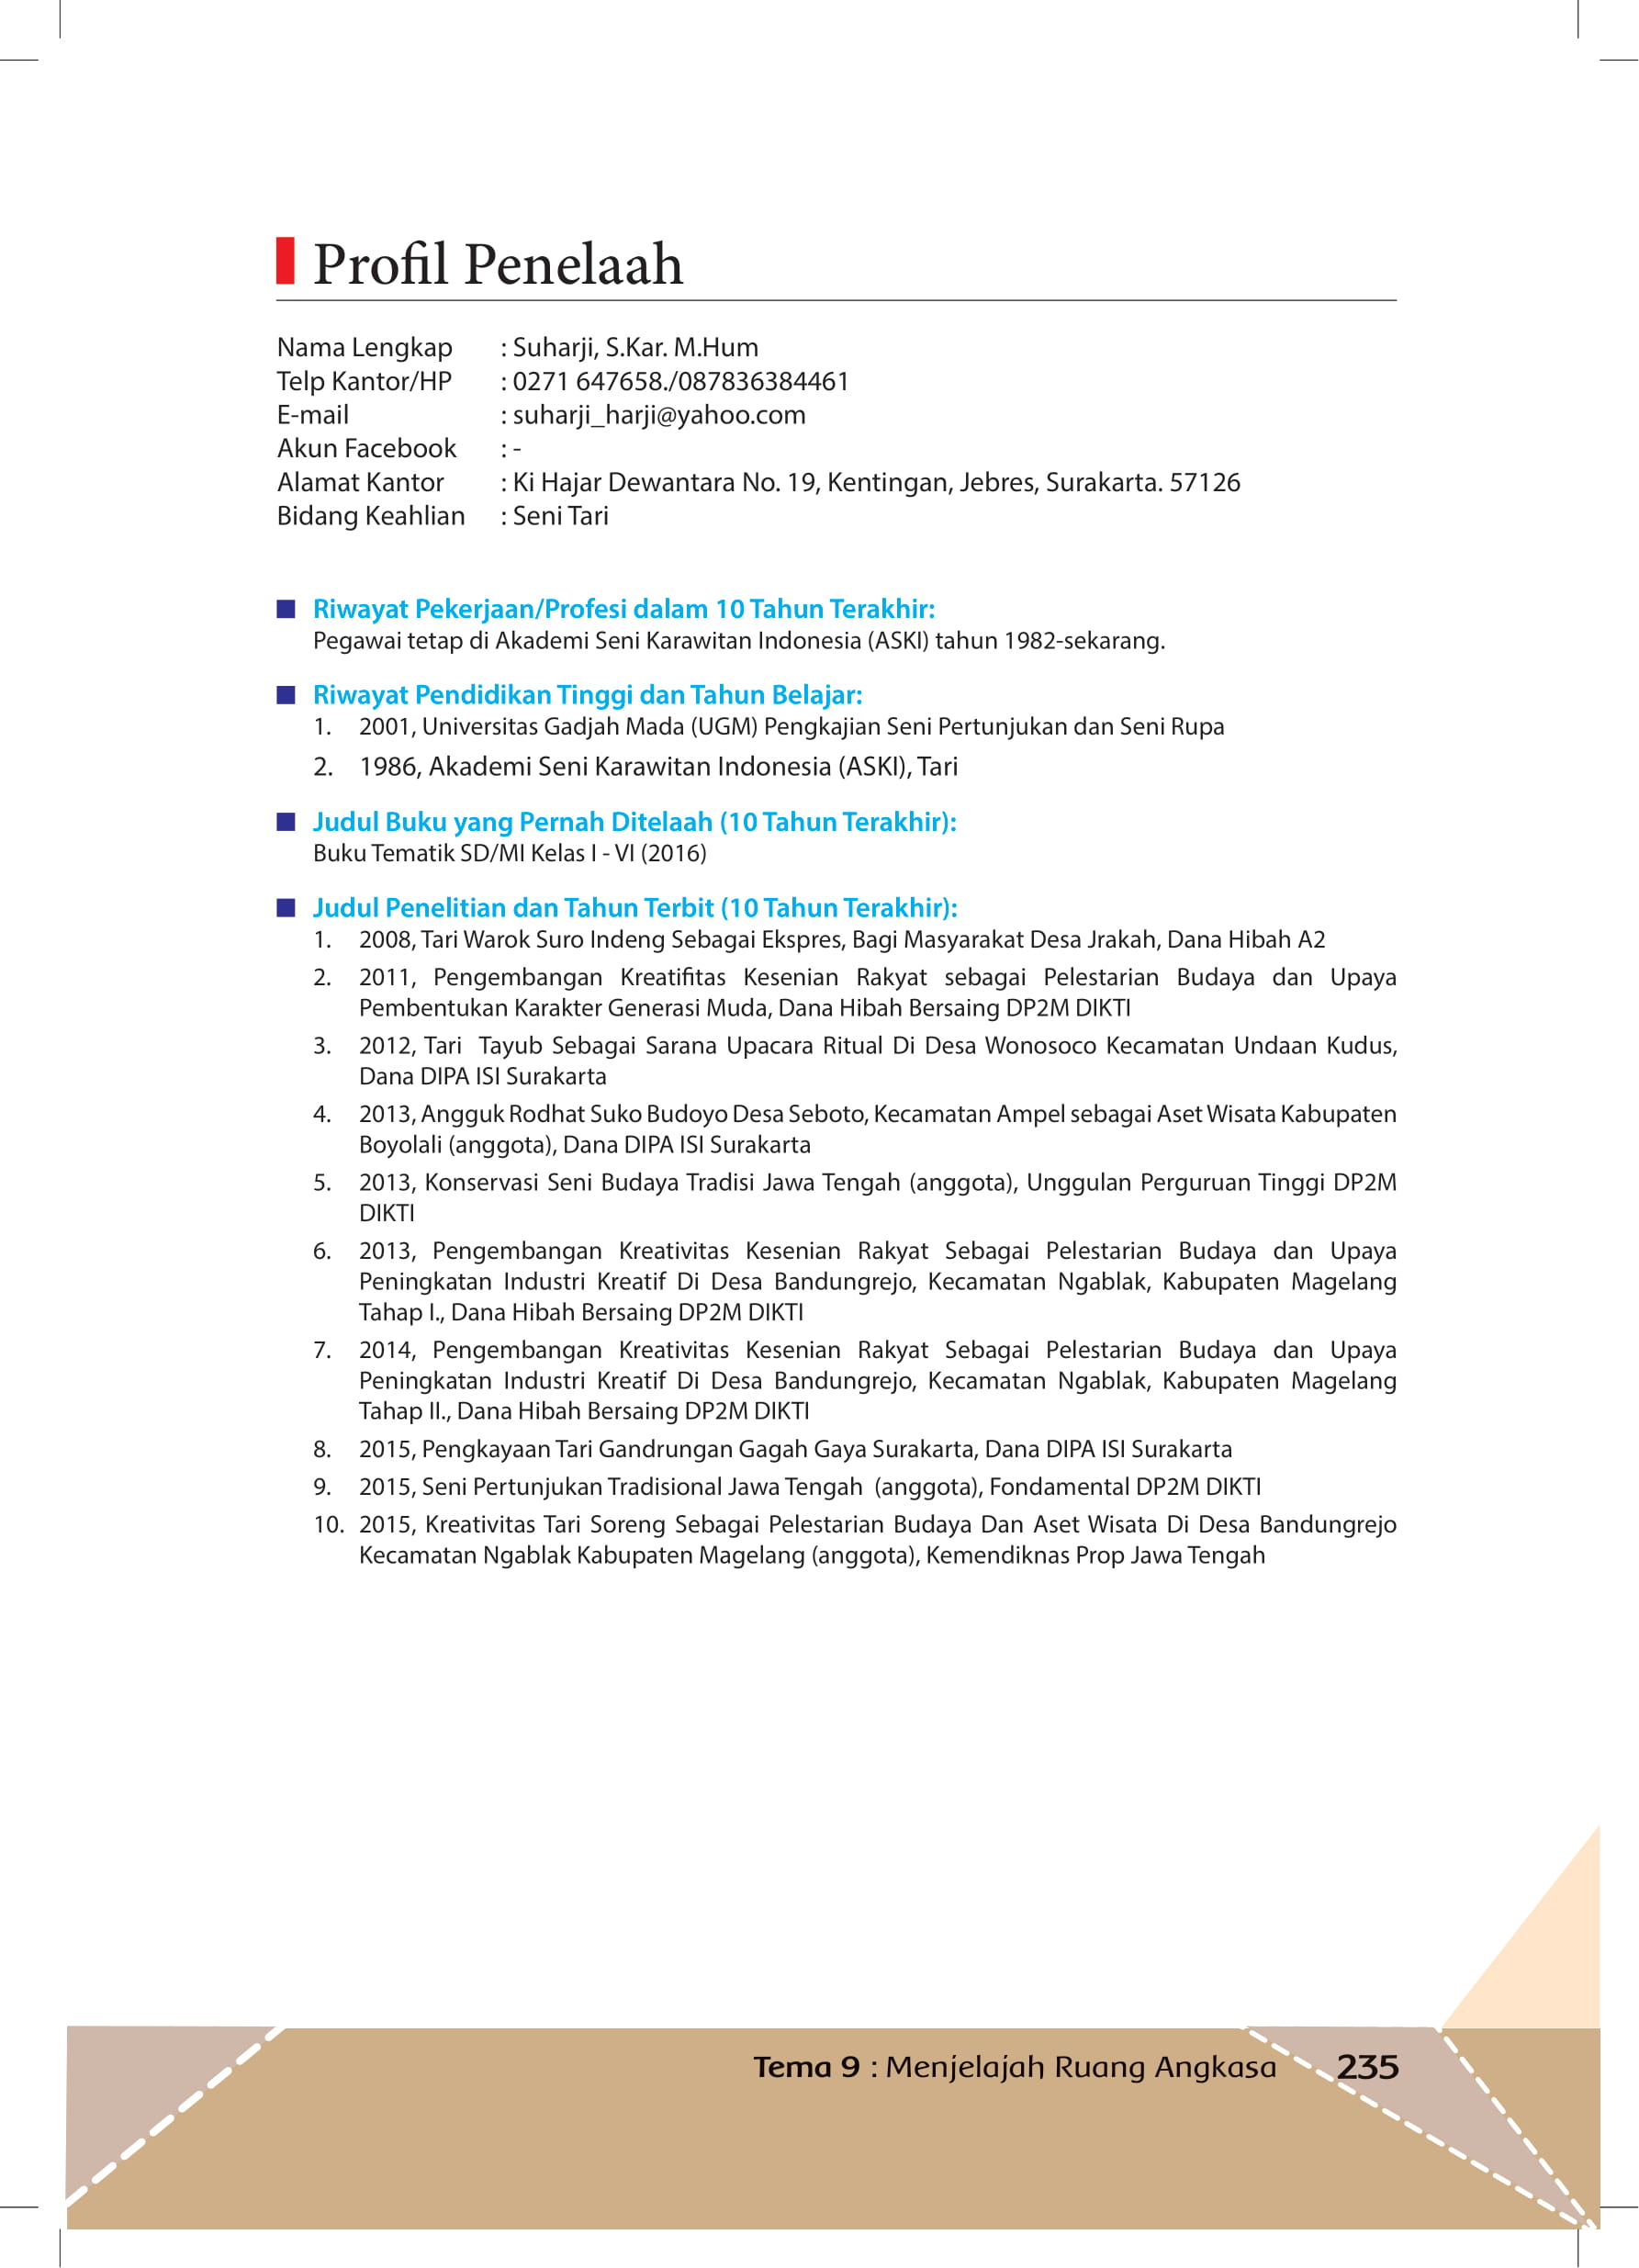 Profil Penelaah
Nama Lengkap : Suharji, S.Kar. M.Hum
Telp Kantor/HP : 0271 647658./087836384461
E-mail : suharji_harji@yahoo.com
Akun Facebook : -
Alamat Kantor : Ki Hajar Dewantara No. 19, Kentingan, Jebres, Surakarta. 57126
Bidang Keahlian : Seni Tari
Riwayat Pekerjaan/Profesi dalam 10 Tahun Terakhir:
Pegawai tetap di Akademi Seni Karawitan Indonesia (ASKI) tahun 1982-sekarang.
Riwayat Pendidikan Tinggi dan Tahun Belajar:
1. 2001, Universitas Gadjah Mada (UGM) Pengkajian Seni Pertunjukan dan Seni Rupa
2. 1986, Akademi Seni Karawitan Indonesia (ASKI), Tari
Judul Buku yang Pernah Ditelaah (10 Tahun Terakhir):
Buku Tematik SD/MI Kelas I - VI (2016)
Judul Penelitian dan Tahun Terbit (10 Tahun Terakhir):
1. 2008, Tari Warok Suro Indeng Sebagai Ekspres, Bagi Masyarakat Desa Jrakah, Dana Hibah A2
2. 2011, Pengembangan Kreatifitas Kesenian Rakyat sebagai Pelestarian Budaya dan Upaya
Pembentukan Karakter Generasi Muda, Dana Hibah Bersaing DP2M DIKTI
3. 2012, Tari Tayub Sebagai Sarana Upacara Ritual Di Desa Wonosoco Kecamatan Undaan Kudus,
Dana DIPA ISI Surakarta
4. 2013, Angguk Rodhat Suko Budoyo Desa Seboto, Kecamatan Ampel sebagai Aset Wisata Kabupaten
Boyolali (anggota), Dana DIPA ISI Surakarta
5. 2013, Konservasi Seni Budaya Tradisi Jawa Tengah (anggota), Unggulan Perguruan Tinggi DP2M
DIKTI
6. 2013, Pengembangan Kreativitas Kesenian Rakyat Sebagai Pelestarian Budaya dan Upaya
Peningkatan Industri Kreatif Di Desa Bandungrejo, Kecamatan Ngablak, Kabupaten Magelang
Tahap I., Dana Hibah Bersaing DP2M DIKTI
7. 2014, Pengembangan Kreativitas Kesenian Rakyat Sebagai Pelestarian Budaya dan Upaya
Peningkatan Industri Kreatif Di Desa Bandungrejo, Kecamatan Ngablak, Kabupaten Magelang
Tahap II., Dana Hibah Bersaing DP2M DIKTI
8. 2015, Pengkayaan Tari Gandrungan Gagah Gaya Surakarta, Dana DIPA ISI Surakarta
9. 2015, Seni Pertunjukan Tradisional Jawa Tengah (anggota), Fondamental DP2M DIKTI
10. 2015, Kreativitas Tari Soreng Sebagai Pelestarian Budaya Dan Aset Wisata Di Desa Bandungrejo
Kecamatan Ngablak Kabupaten Magelang (anggota), Kemendiknas Prop Jawa Tengah
Tema 9 : Menjelajah Ruang Angkasa 235